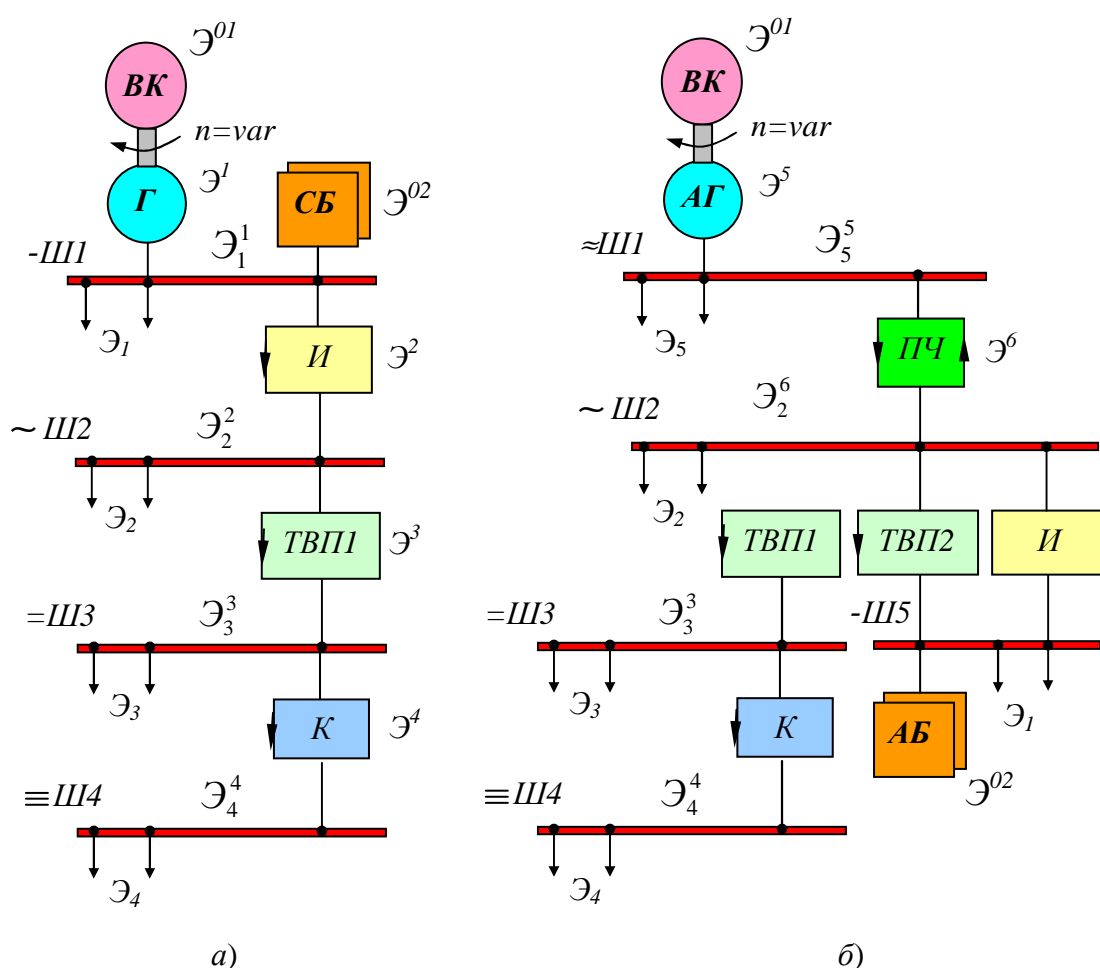 Э⁰¹
ВК
n=var
Э¹
Г
СБ
Э⁰²
-Ш1
Э₁¹
Э₁
И
Э²
~Ш2
Э₂²
Э₂
ТВП1
Э³
=Ш3
Э₃³
Э₃
К
Э⁴
≡Ш4
Э₄⁴
Э₄
а)
Э⁰¹
ВК
n=var
Э⁵
АГ
≈Ш1
Э₅⁵
Э₅
ПЧ
Э⁶
~Ш2
Э₂⁶
Э₂
ТВП1
ТВП2
И
=Ш3
Э₃³
-Ш5
Э₃
К
АБ
Э₁
Э⁰²
≡Ш4
Э₄⁴
Э₄
б)